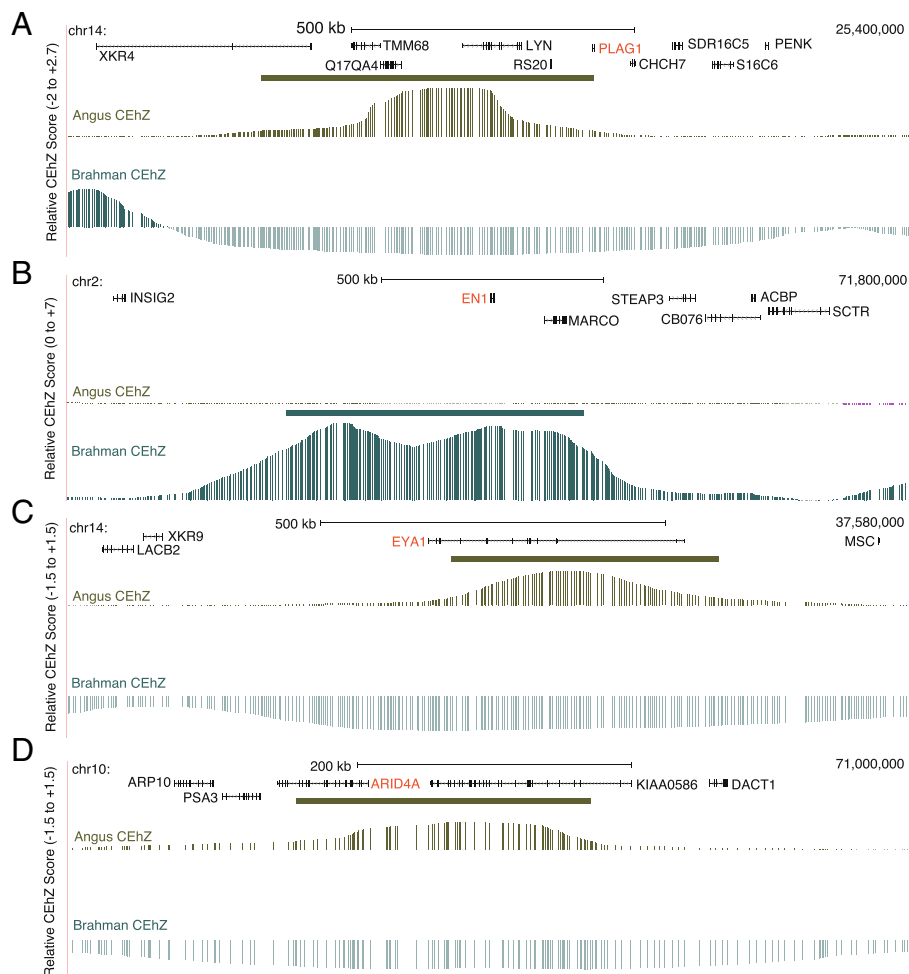 A
Relative CEhZ Score (-2 to +2.7)
chr14: 500 kb 25,400,000
XKR4 TMM68 LYN PLAG1 SDR16C5 PENK
Q17QA4 RS20 CHCH7 S16C6
Angus CEhZ
Brahman CEhZ
B
Relative CEhZ Score (0 to +7)
chr2: 500 kb 71,800,000
INSIG2 EN1 STEAP3 ACBP
MARCO CB076 SCTR
Angus CEhZ
Brahman CEhZ
C
Relative CEhZ Score (-1.5 to +1.5)
chr14: 500 kb 37,580,000
XKR9 EYA1 MSC
LACB2
Angus CEhZ
Brahman CEhZ
D
Relative CEhZ Score (-1.5 to +1.5)
chr10: 200 kb 71,000,000
ARP10 ARID4A KIAA0586 DACT1
PSA3
Angus CEhZ
Brahman CEhZ